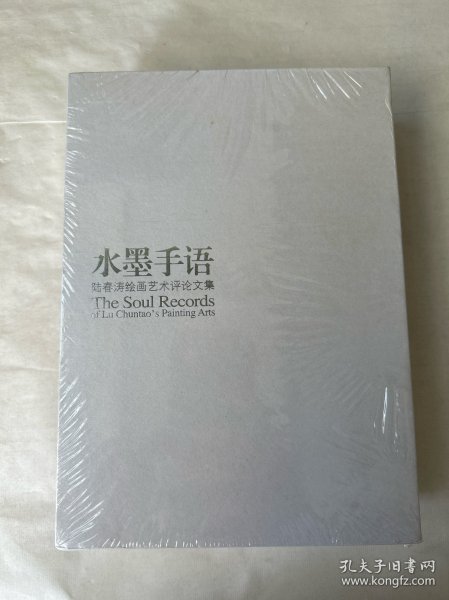 水墨手语
陆春涛绘画艺术评论文集
The Soul Records
of Lu Chuntao's Painting Arts
孔夫子旧书网
www.kongfz.com